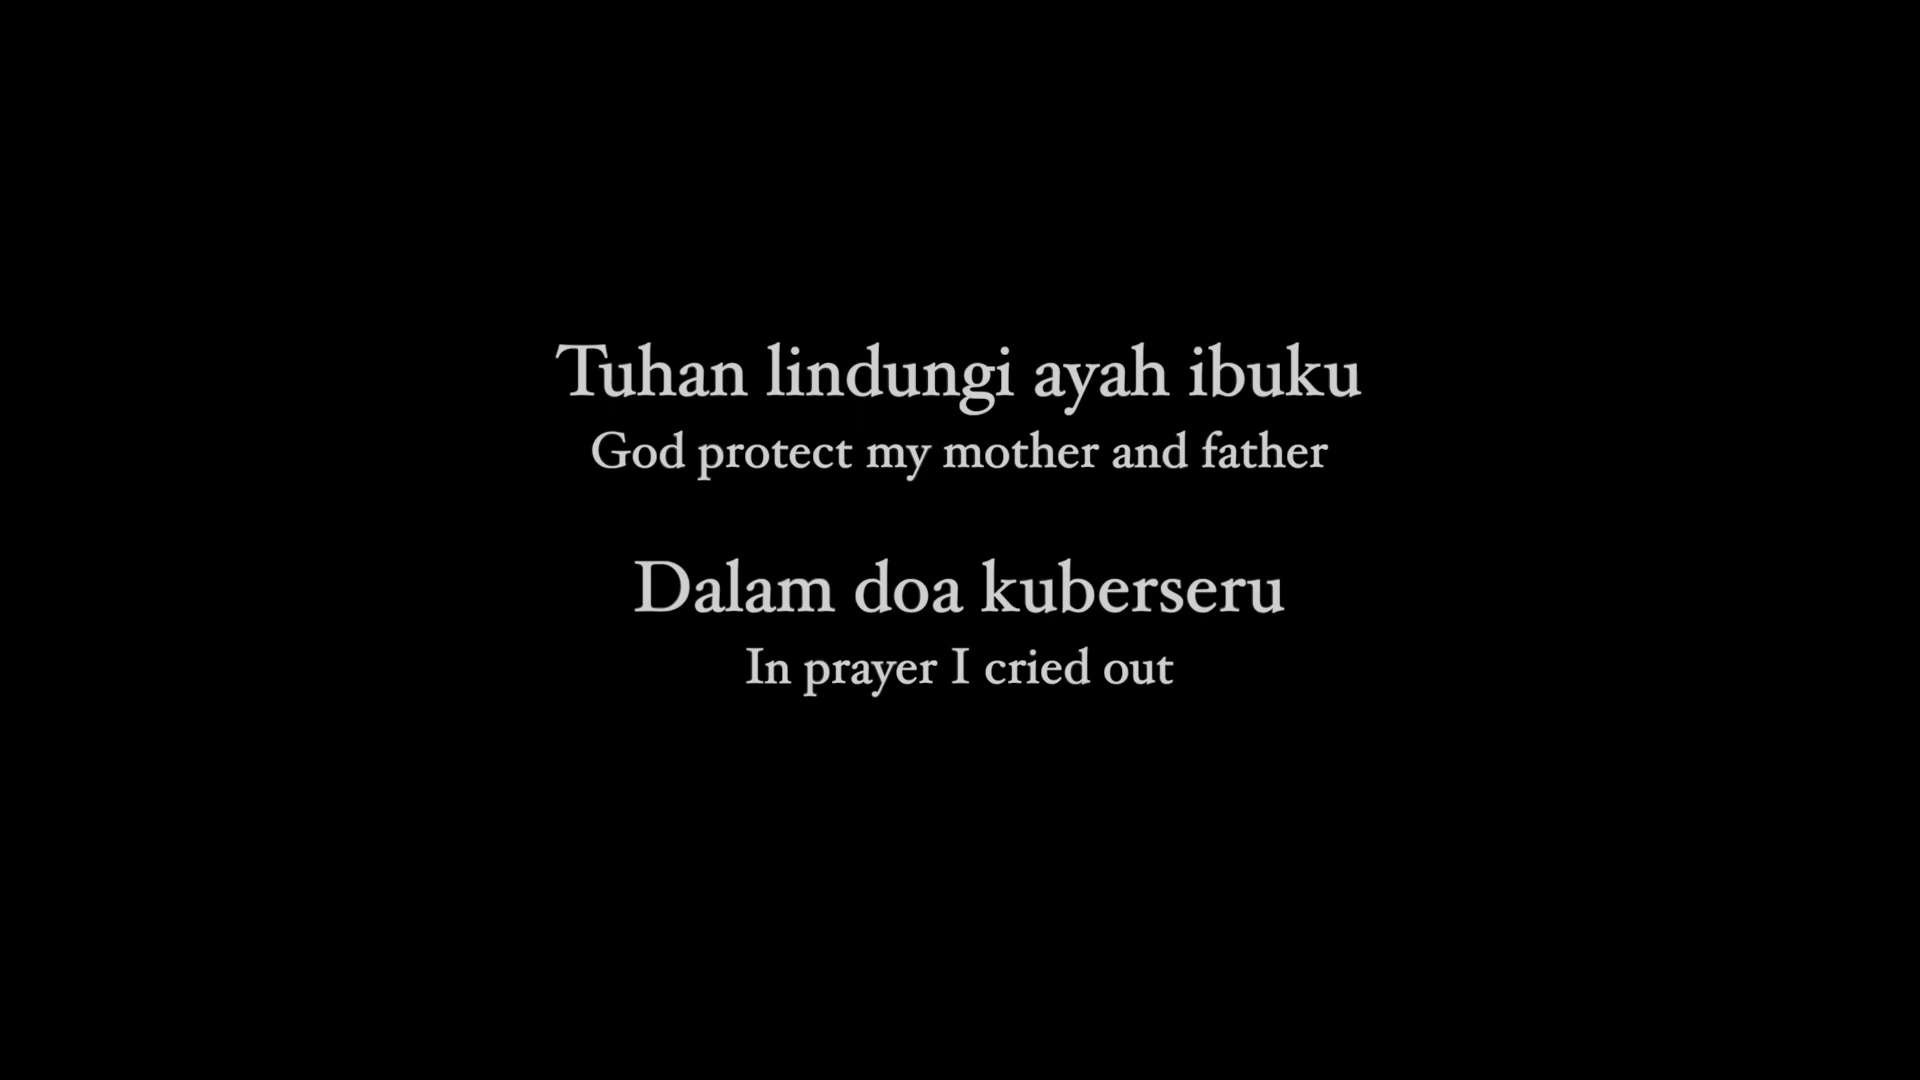 Tuhan lindungi ayah ibuku
God protect my mother and father
Dalam doa kuberseru
In prayer I cried out